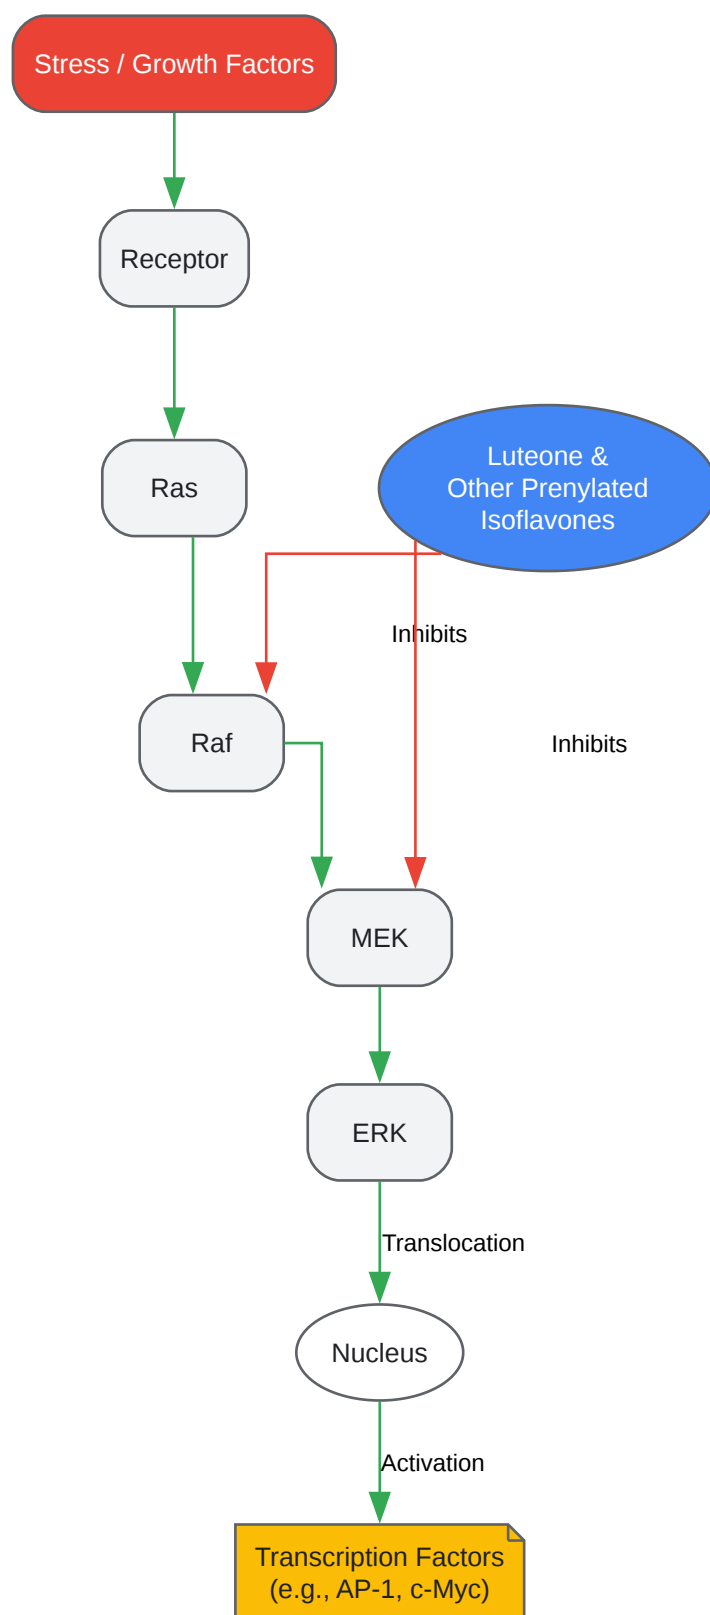 Stress / Growth Factors
Receptor
Ras
Luteone &
Other Prenylated
Isoflavones
Inhibits
Raf
Inhibits
MEK
ERK
Translocation
Nucleus
Activation
Transcription Factors
(e.g., AP-1, c-Myc)